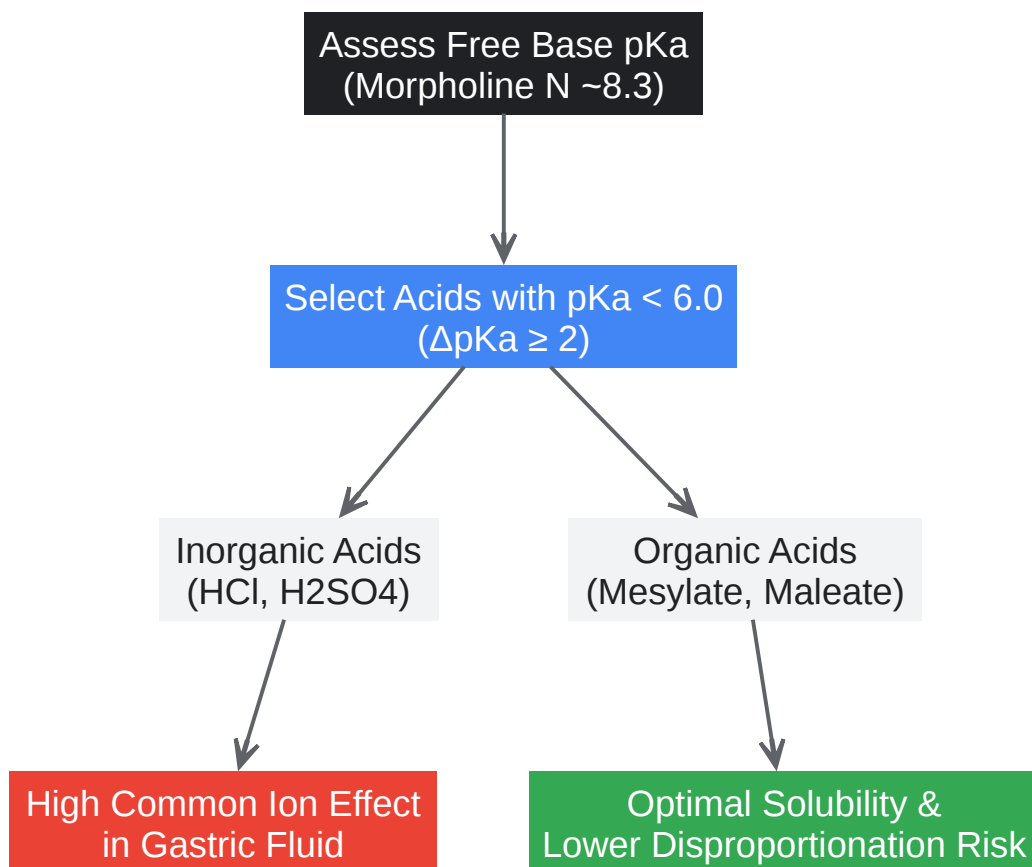 Assess Free Base pKa
(Morpholine N ~8.3)
Select Acids with pKa < 6.0
(ΔpKa ≥ 2)
Inorganic Acids
(HCl, H2SO4)
Organic Acids
(Mesylate, Maleate)
High Common Ion Effect
in Gastric Fluid
Optimal Solubility &
Lower Disproportionation Risk